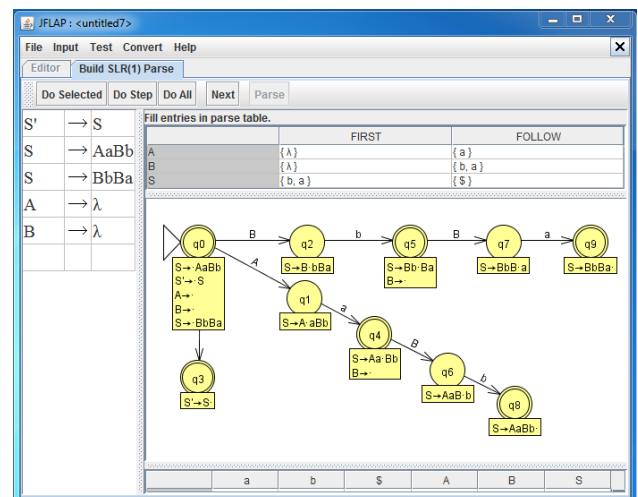 JFLAP : <untitled7>
File Input Test Convert Help
Editor Build SLR(1) Parse
Do Selected Do Step Do All Next Parse
S' → S
S → AaBb
S → BbBa
A → λ
B → λ
Fill entries in parse table.
FIRST FOLLOW
A { λ } { a }
B { λ } { b, a }
S { b, a } { $ }
q0 B q2 b q5 B q7 a q9
S→·AaBb
S'→·S
A→·
B→·
S→·BbBa
S→B·bBa
S→Bb·Ba
B→·
S→BbB·a
S→BbBa·
A
q1
S→A·aBb
a
q4
S→Aa·Bb
B→·
B
q6
S→AaB·b
b
q8
S→AaBb·
q3
S'→S·
a b $ A B S